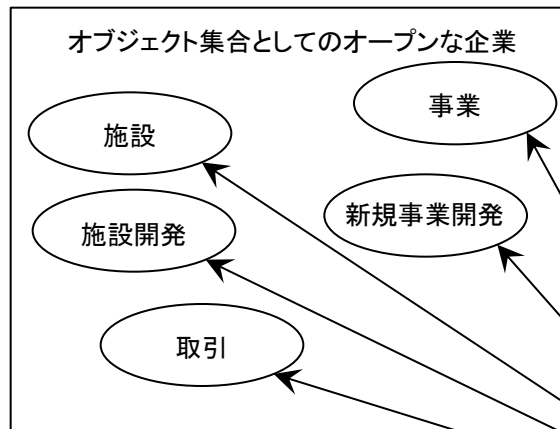 オブジェクト集合としてのオープンな企業
事業
施設
新規事業開発
施設開発
取引